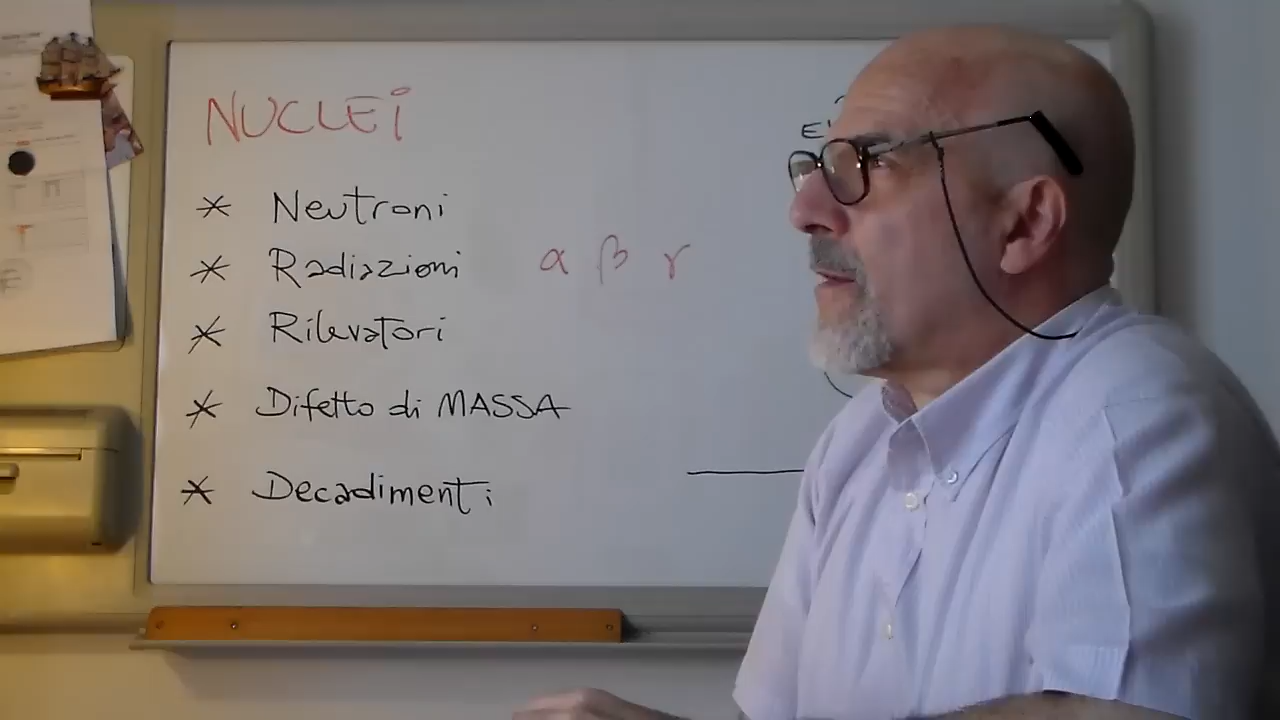 NUCLEI
* Neutroni
* Radiazioni α β γ
* Rilevatori
* Difetto di MASSA
* Decadimenti